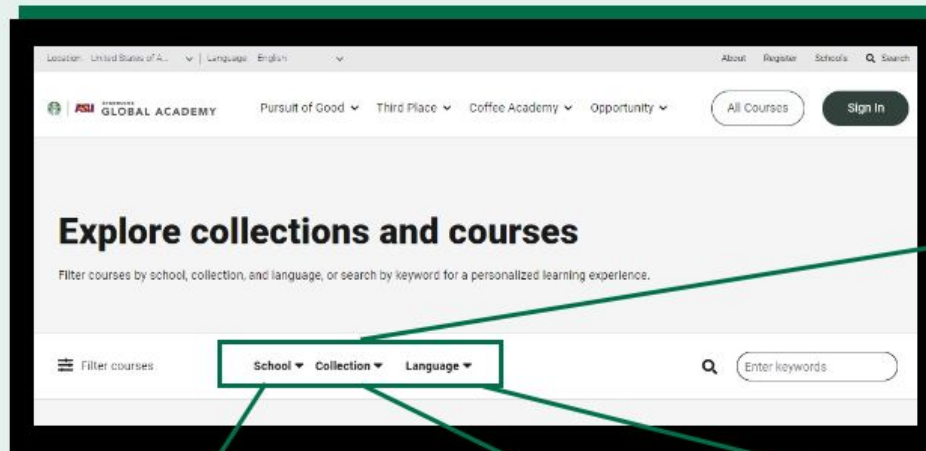 Location: United States of A... | Language: English
About Register Schools Search
ASU STARBUCKS GLOBAL ACADEMY
Pursuit of Good Third Place Coffee Academy Opportunity All Courses Sign In
Explore collections and courses
Filter courses by school, collection, and language, or search by keyword for a personalized learning experience.
Filter courses School Collection Language Enter keywords